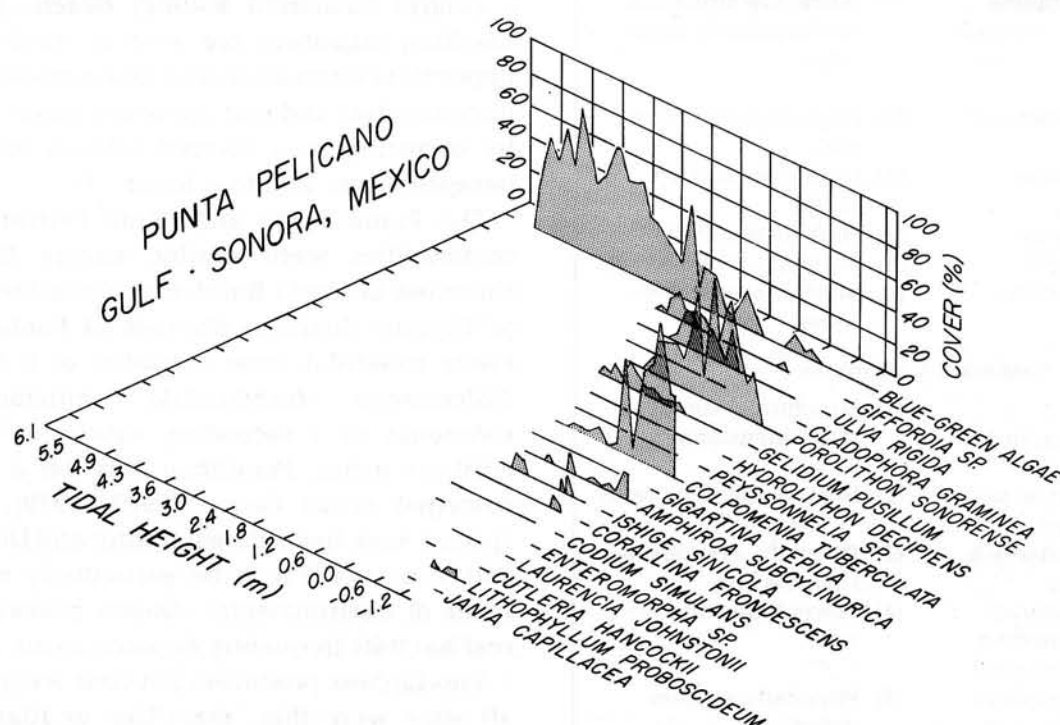 PUNTA PELICANO
GULF · SONORA, MEXICO
100
80
60
40
20
0
100
80
60
40
20
0
COVER (%)
6.1
5.5
4.9
4.3
3.6
3.0
2.4
1.8
1.2
0.6
0.0
-0.6
-1.2
TIDAL HEIGHT (m)
-BLUE-GREEN ALGAE
-GIFFORDIA SP.
-ULVA RIGIDA
-CLADOPHORA GRAMINEA
-POROLITHON SONORENSE
-GELIDIUM PUSILLUM
-HYDROLITHON DECIPIENS
-PEYSSONNELIA SP.
-COLPOMENIA TUBERCULATA
-GIGARTINA TEPIDA
-AMPHIROA SUBCYLINDRICA
-ISHIGE SINICOLA
-CORALLINA FRONDESCENS
-CODIUM SIMULANS
-ENTEROMORPHA SP.
-LAURENCIA JOHNSTONII
-CUTLERIA HANCOCKII
-LITHOPHYLLUM PROBOSCIDEUM
-JANIA CAPILLACEA